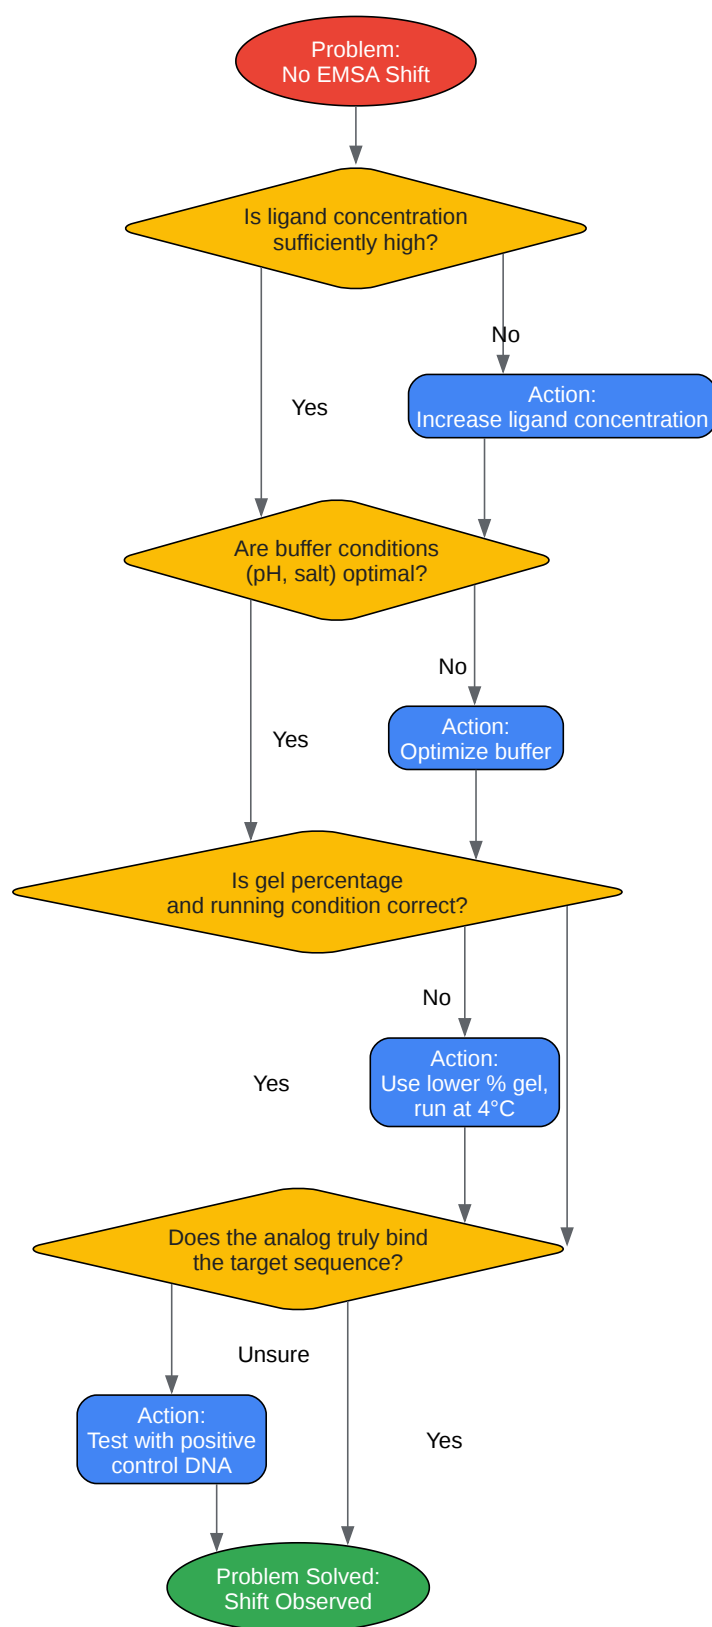 Problem:
No EMSA Shift
Is ligand concentration
sufficiently high?
No
Action:
Increase ligand concentration
Yes
Are buffer conditions
(pH, salt) optimal?
No
Action:
Optimize buffer
Yes
Is gel percentage
and running condition correct?
No
Action:
Use lower % gel,
run at 4°C
Yes
Does the analog truly bind
the target sequence?
Unsure
Action:
Test with positive
control DNA
Yes
Problem Solved:
Shift Observed